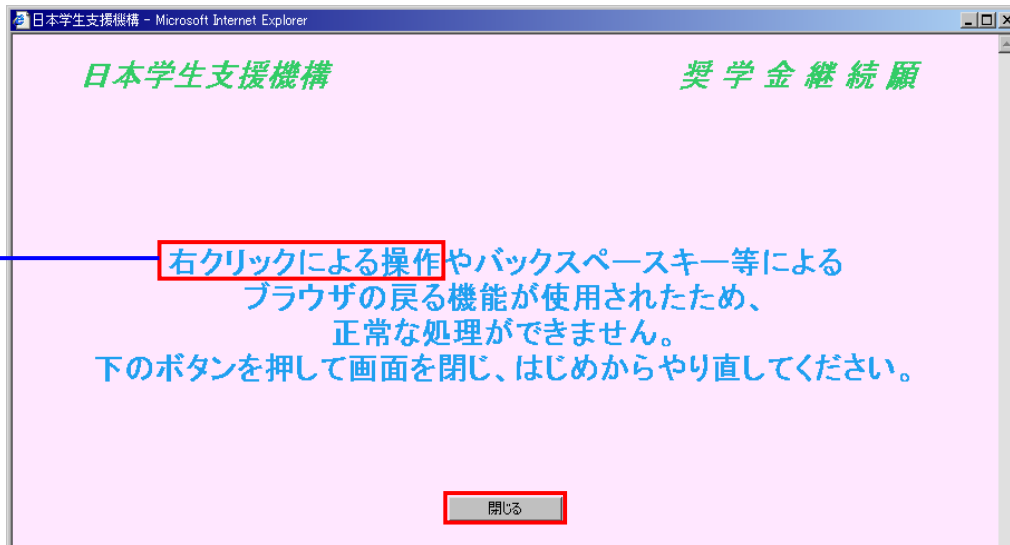 日本学生支援機構 - Microsoft Internet Explorer
日本学生支援機構 奨学金継続願
右クリックによる操作やバックスペースキー等による
ブラウザの戻る機能が使用されたため、
正常な処理ができません。
下のボタンを押して画面を閉じ、はじめからやり直してください。
閉じる